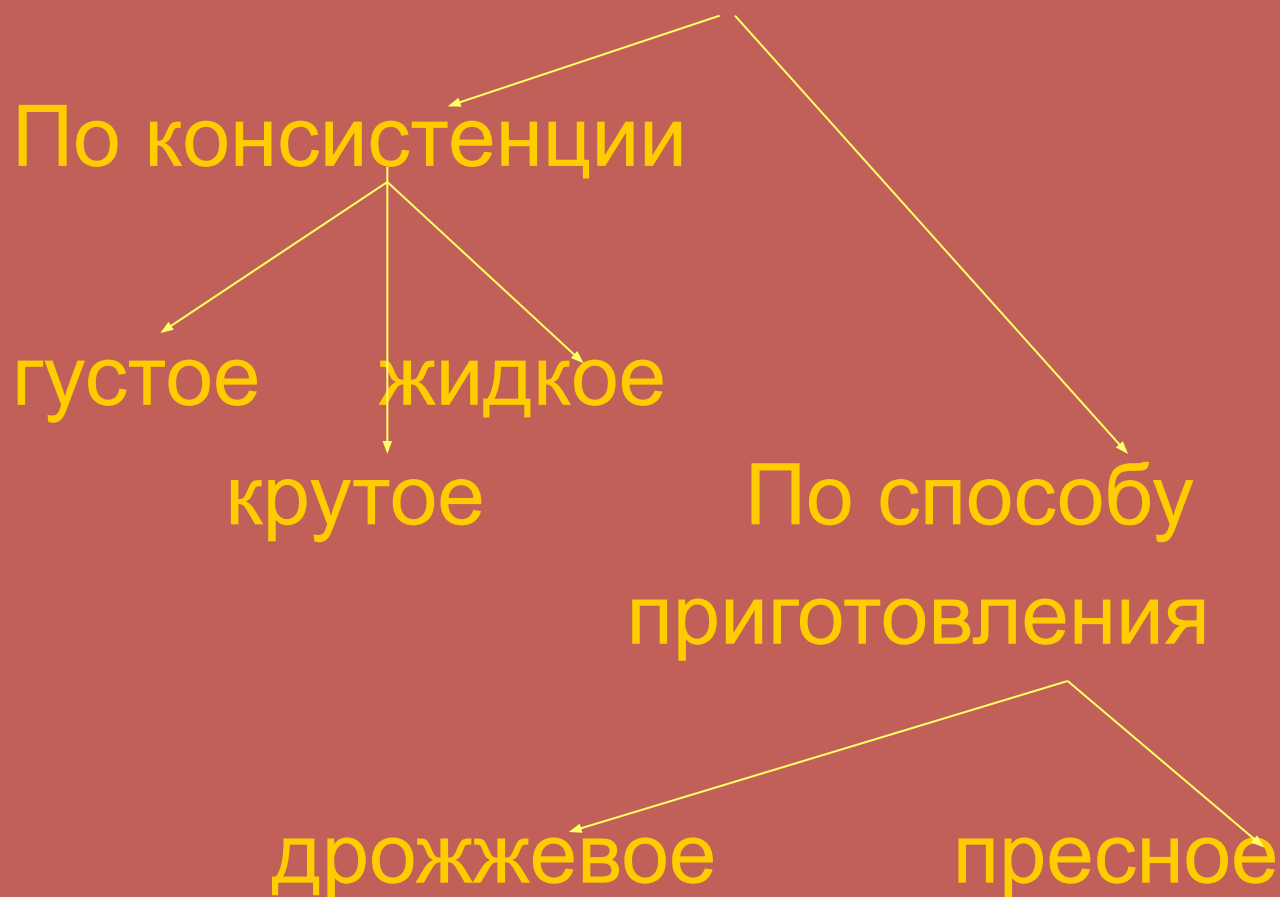 По консистенции
густое жидкое
крутое По способу
приготовления
дрожжевое пресное